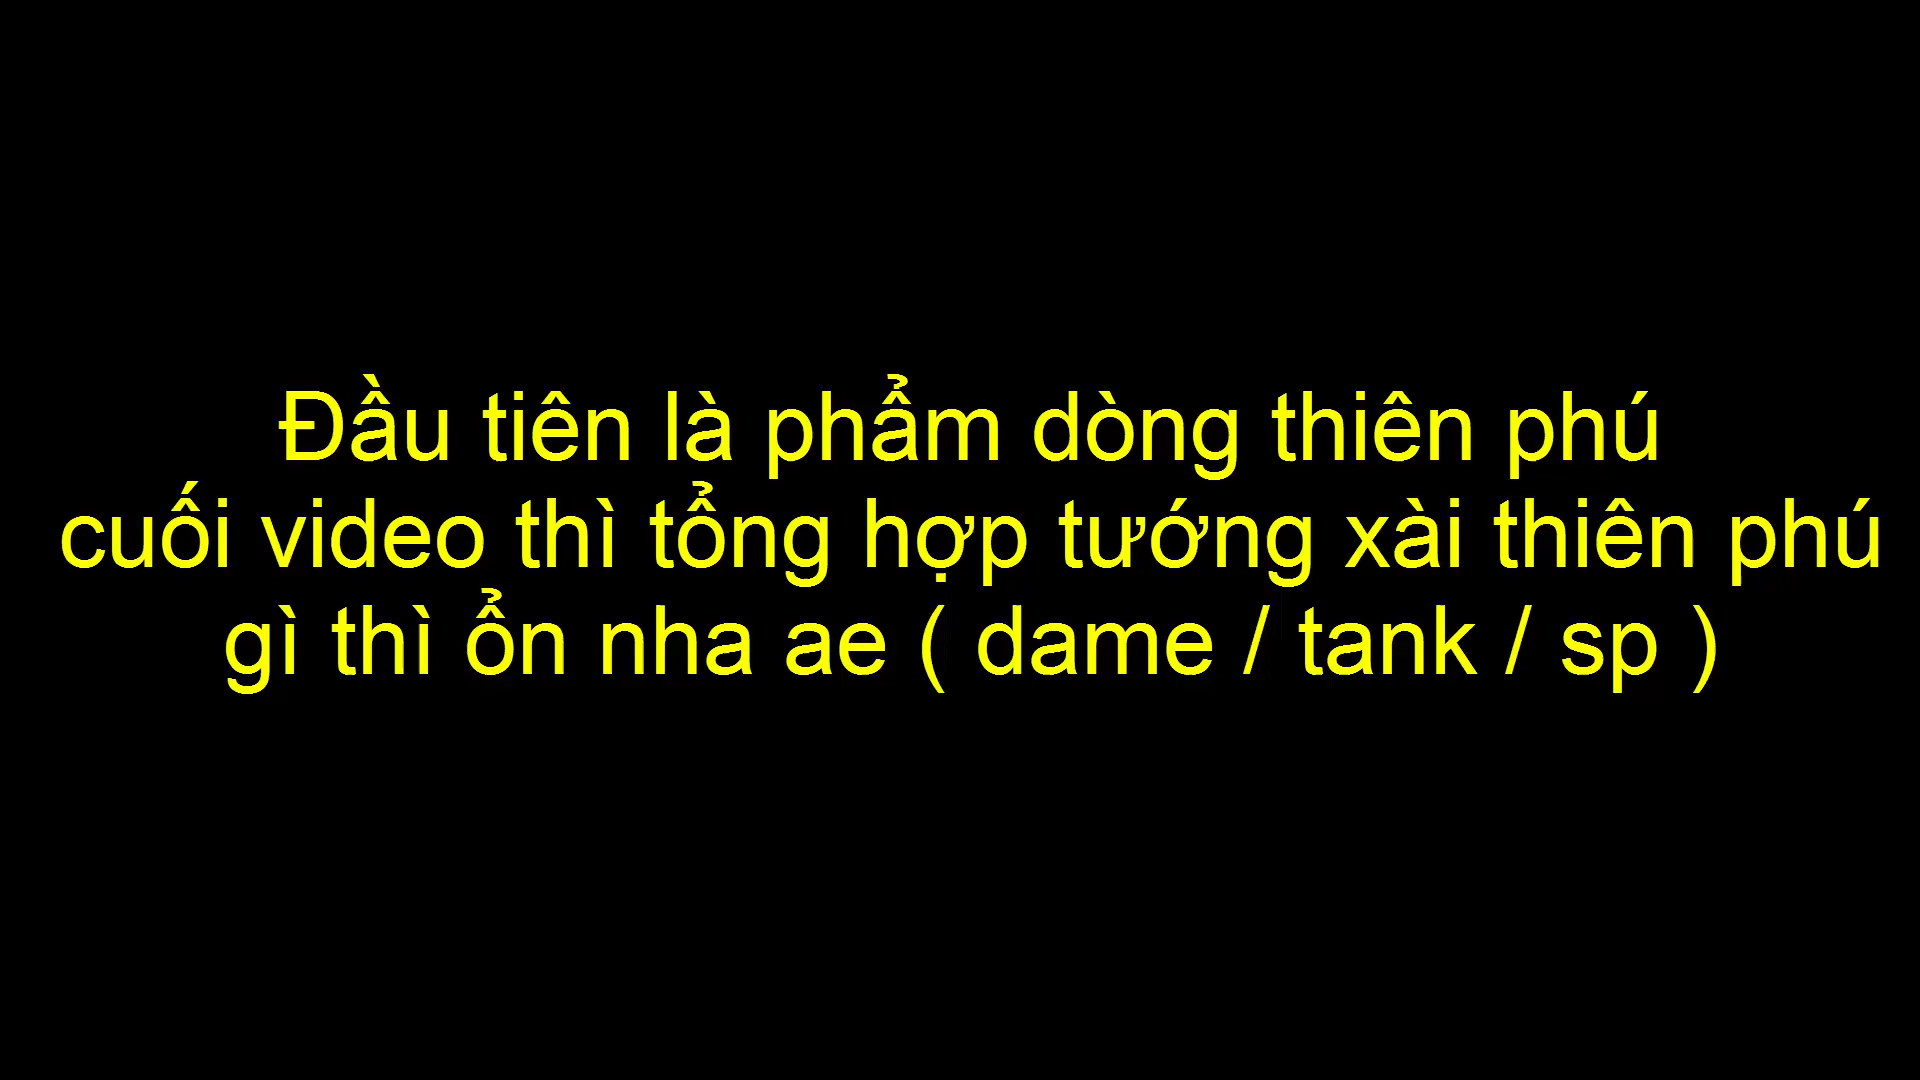 Đầu tiên là phẩm dòng thiên phú
cuối video thì tổng hợp tướng xài thiên phú
gì thì ổn nha ae ( dame / tank / sp )